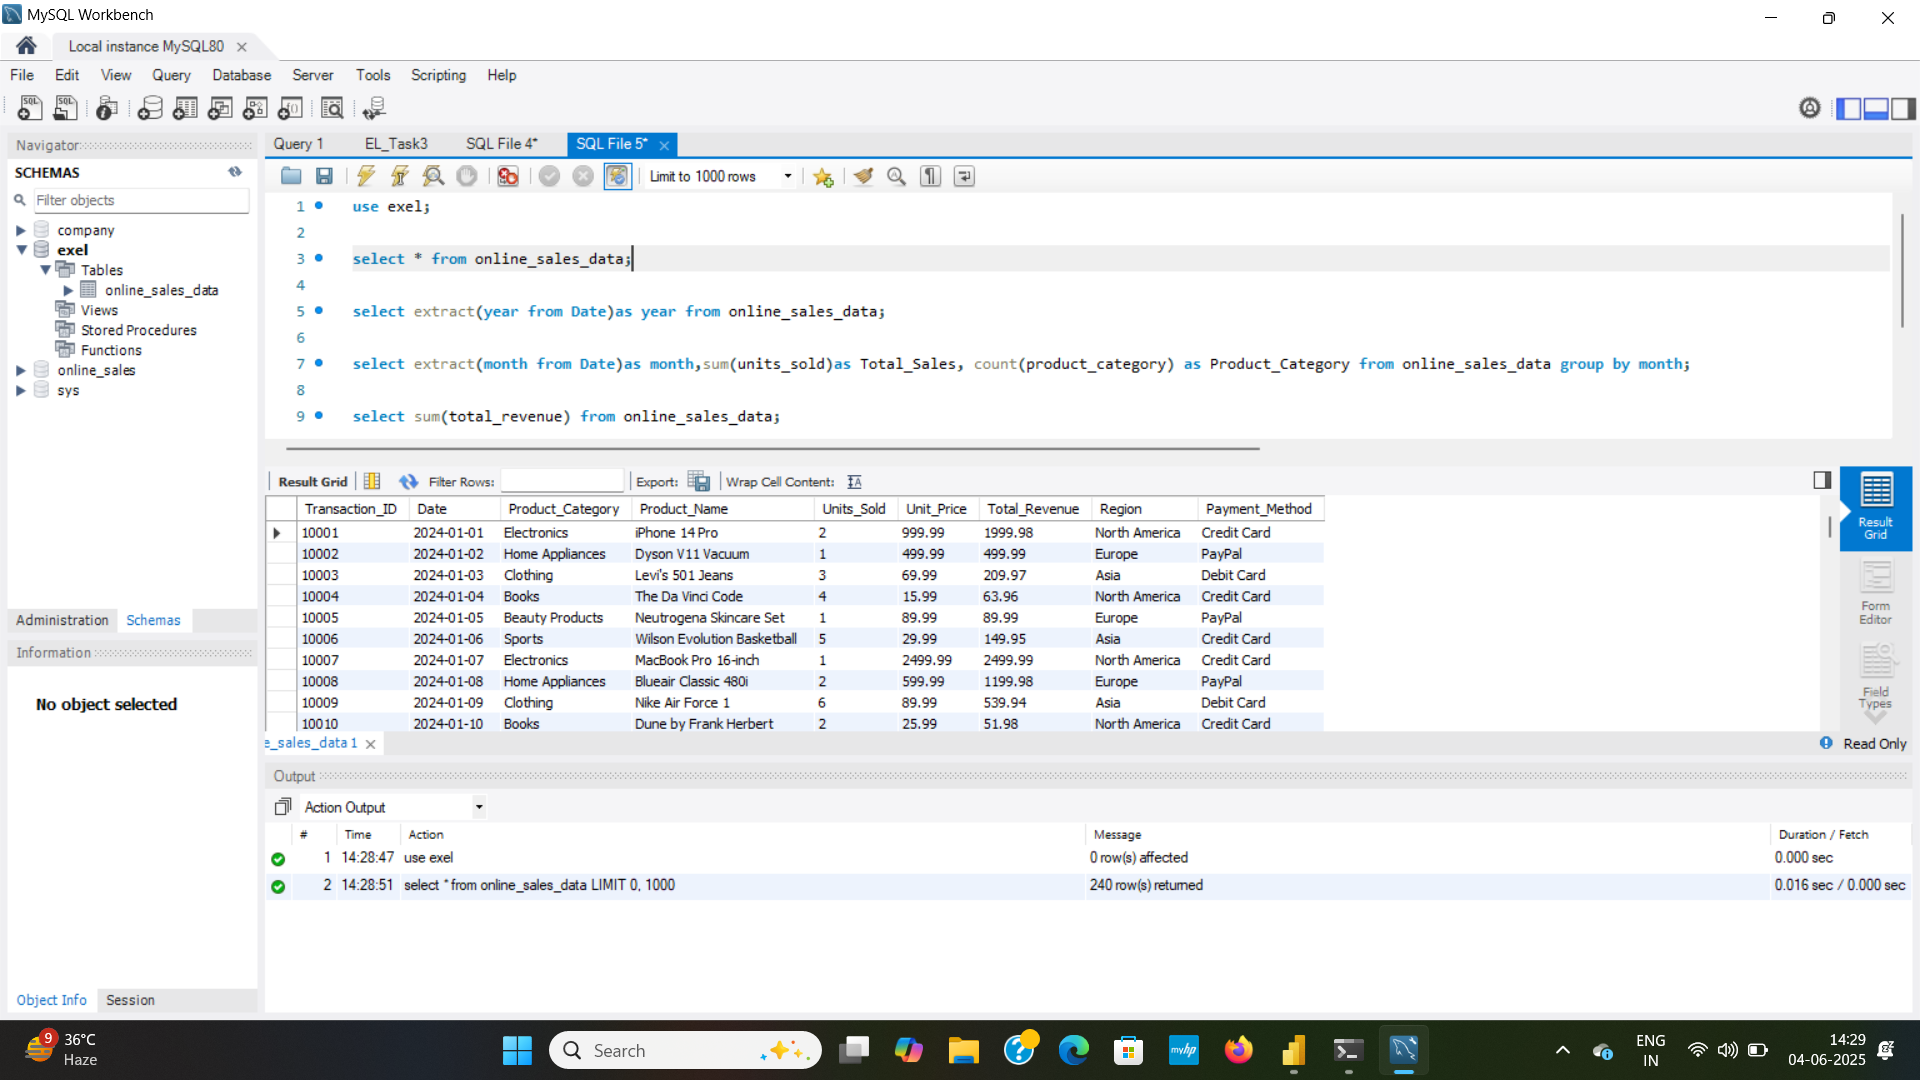 MySQL Workbench
Local instance MySQL80
File Edit View Query Database Server Tools Scripting Help
Navigator
SCHEMAS
Filter objects
company
exel
Tables
online_sales_data
Views
Stored Procedures
Functions
online_sales
sys
Administration Schemas
Information
No object selected
Object Info Session
Query 1 EL_Task3 SQL File 4* SQL File 5*
Limit to 1000 rows
1 use exel;
2
3 select * from online_sales_data;
4
5 select extract(year from Date)as year from online_sales_data;
6
7 select extract(month from Date)as month,sum(units_sold)as Total_Sales, count(product_category) as Product_Category from online_sales_data group by month;
8
9 select sum(total_revenue) from online_sales_data;
Result Grid Filter Rows: Export: Wrap Cell Content:
Transaction_ID Date Product_Category Product_Name Units_Sold Unit_Price Total_Revenue Region Payment_Method
10001 2024-01-01 Electronics iPhone 14 Pro 2 999.99 1999.98 North America Credit Card
10002 2024-01-02 Home Appliances Dyson V11 Vacuum 1 499.99 499.99 Europe PayPal
10003 2024-01-03 Clothing Levi's 501 Jeans 3 69.99 209.97 Asia Debit Card
10004 2024-01-04 Books The Da Vinci Code 4 15.99 63.96 North America Credit Card
10005 2024-01-05 Beauty Products Neutrogena Skincare Set 1 89.99 89.99 Europe PayPal
10006 2024-01-06 Sports Wilson Evolution Basketball 5 29.99 149.95 Asia Credit Card
10007 2024-01-07 Electronics MacBook Pro 16-inch 1 2499.99 2499.99 North America Credit Card
10008 2024-01-08 Home Appliances Blueair Classic 480i 2 599.99 1199.98 Europe PayPal
10009 2024-01-09 Clothing Nike Air Force 1 6 89.99 539.94 Asia Debit Card
10010 2024-01-10 Books Dune by Frank Herbert 2 25.99 51.98 North America Credit Card
Result
Grid
Form
Editor
Field
Types
e_sales_data 1
Read Only
Output
Action Output
# Time Action Message Duration / Fetch
1 14:28:47 use exel 0 row(s) affected 0.000 sec
2 14:28:51 select * from online_sales_data LIMIT 0, 1000 240 row(s) returned 0.016 sec / 0.000 sec
9
36°C
Haze
Search
myhp
ENG
IN
14:29
04-06-2025